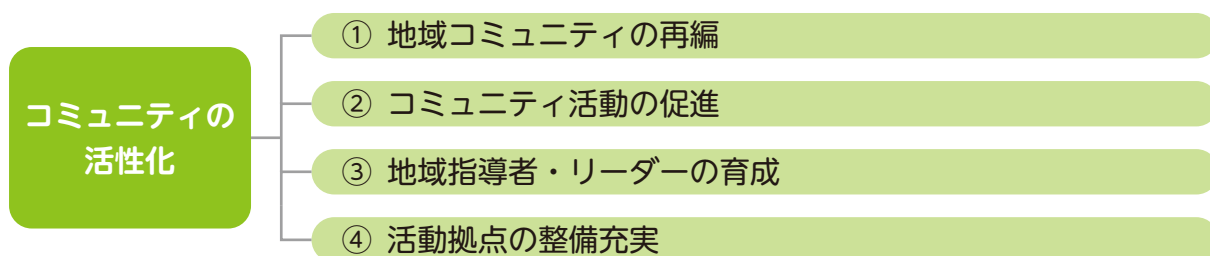 コミュニティの
活性化
① 地域コミュニティの再編
② コミュニティ活動の促進
③ 地域指導者・リーダーの育成
④ 活動拠点の整備充実